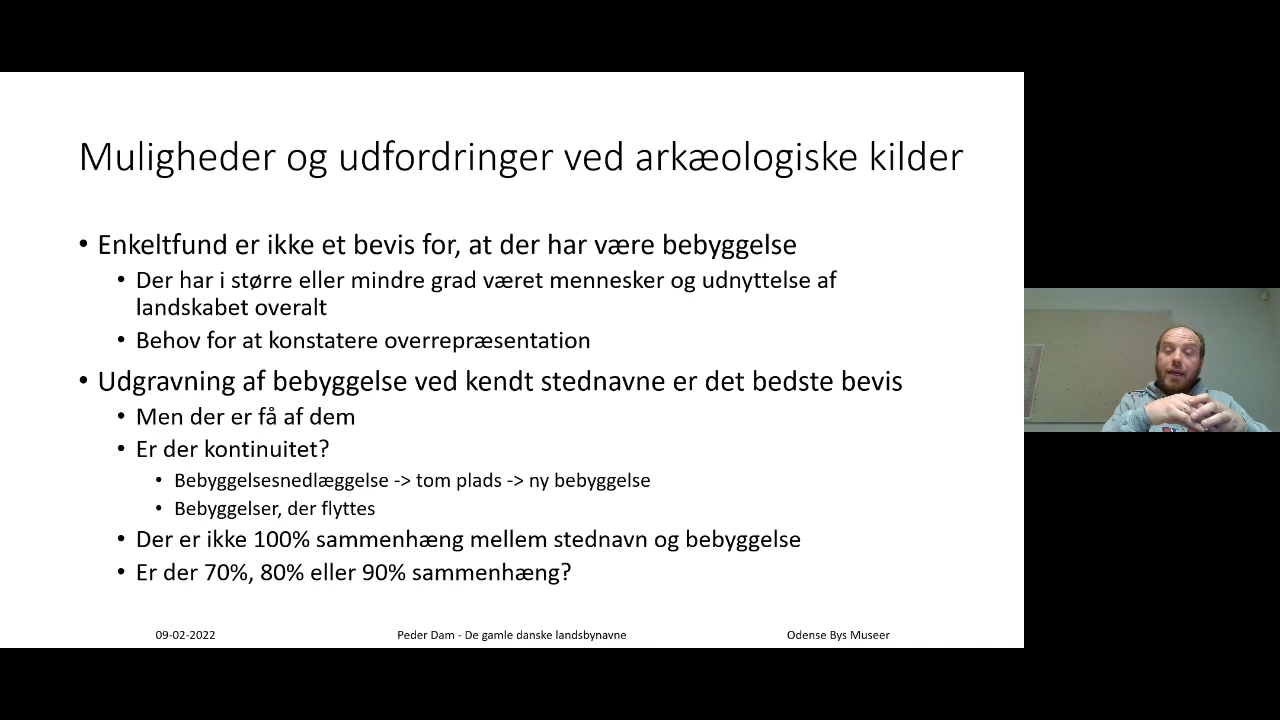 Muligheder og udfordringer ved arkæologiske kilder
• Enkeltfund er ikke et bevis for, at der har være bebyggelse
• Der har i større eller mindre grad været mennesker og udnyttelse af
landskabet overalt
• Behov for at konstatere overrepræsentation
• Udgravning af bebyggelse ved kendt stednavne er det bedste bevis
• Men der er få af dem
• Er der kontinuitet?
• Bebyggelsesnedlæggelse -> tom plads -> ny bebyggelse
• Bebyggelser, der flyttes
• Der er ikke 100% sammenhæng mellem stednavn og bebyggelse
• Er der 70%, 80% eller 90% sammenhæng?
09-02-2022 Peder Dam - De gamle danske landsbynavne Odense Bys Museer